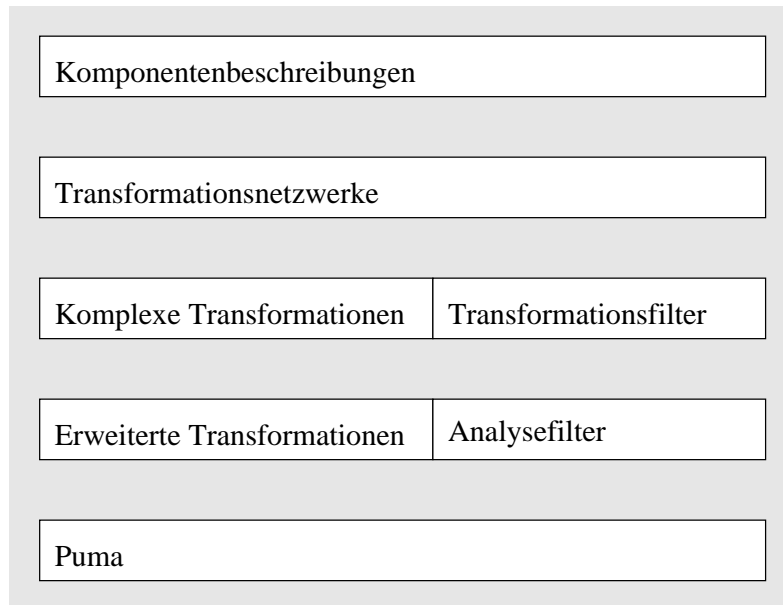 Komponentenbeschreibungen
Transformationsnetzwerke
Komplexe Transformationen
Transformationsfilter
Erweiterte Transformationen
Analysefilter
Puma